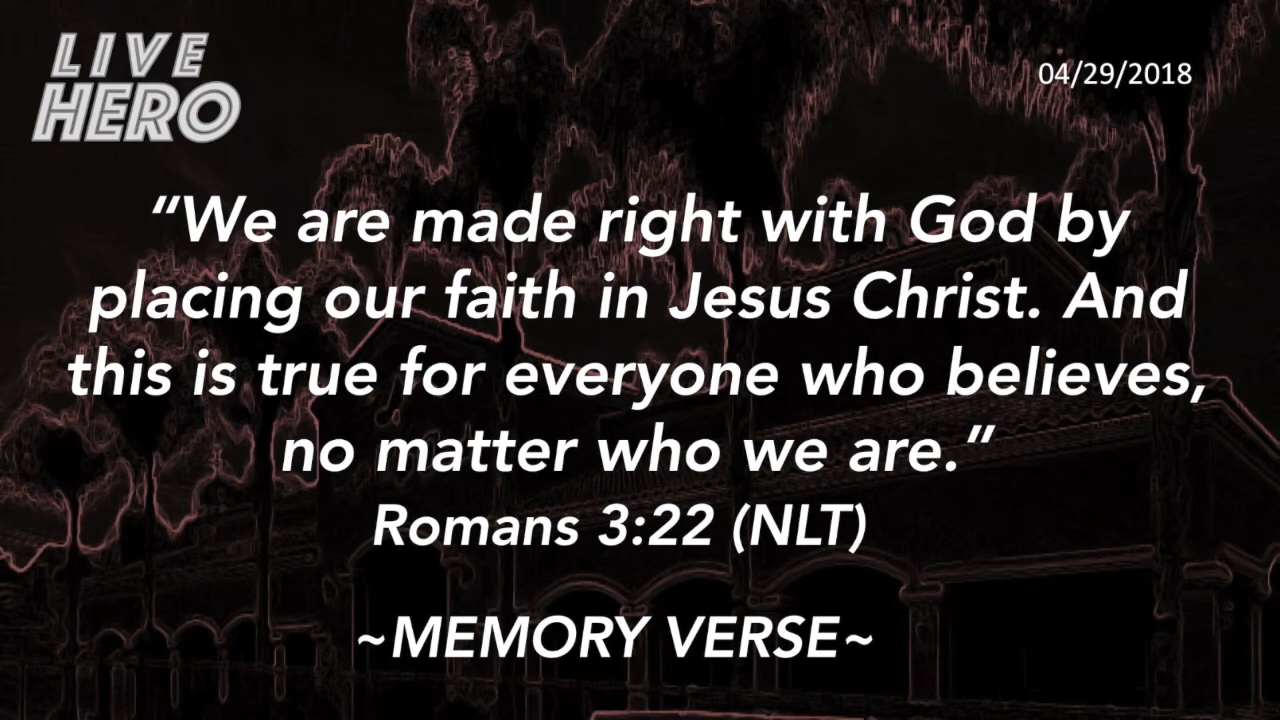 LIVE
HERO
04/29/2018
“We are made right with God by
placing our faith in Jesus Christ. And
this is true for everyone who believes,
no matter who we are.”
Romans 3:22 (NLT)
~MEMORY VERSE~